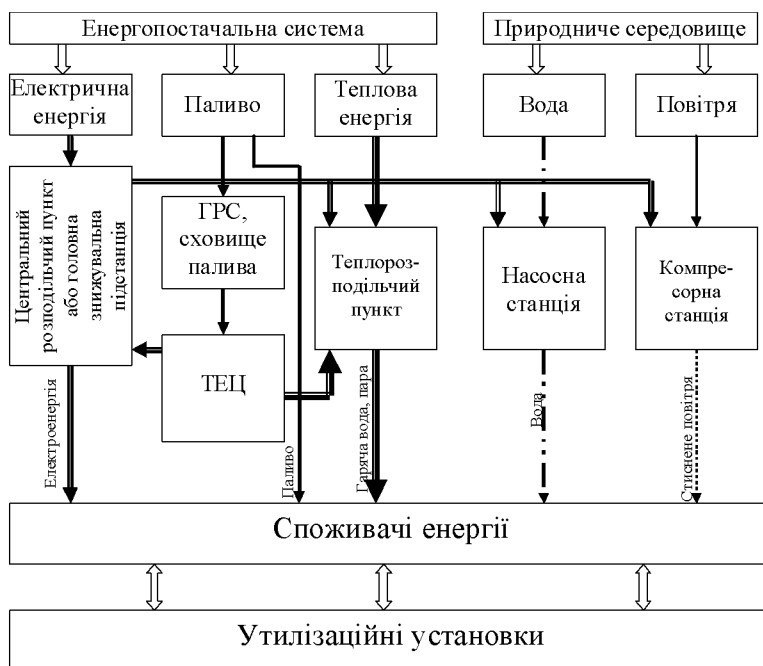 Енергопостачальна система
Природниче середовище
Електрична
енергія
Паливо
Теплова
енергія
Вода
Повітря
Центральний
розподільчий пункт
або головна
знижувальна
підстанція
ГРС,
сховище
палива
Теплороз-
подільчий
пункт
Насосна
станція
Компре-
сорна
станція
ТЕЦ
Електроенергія
Паливо
Гаряча вода, пара
Вода
Стиснене повітря
Споживачі енергії
Утилізаційні установки